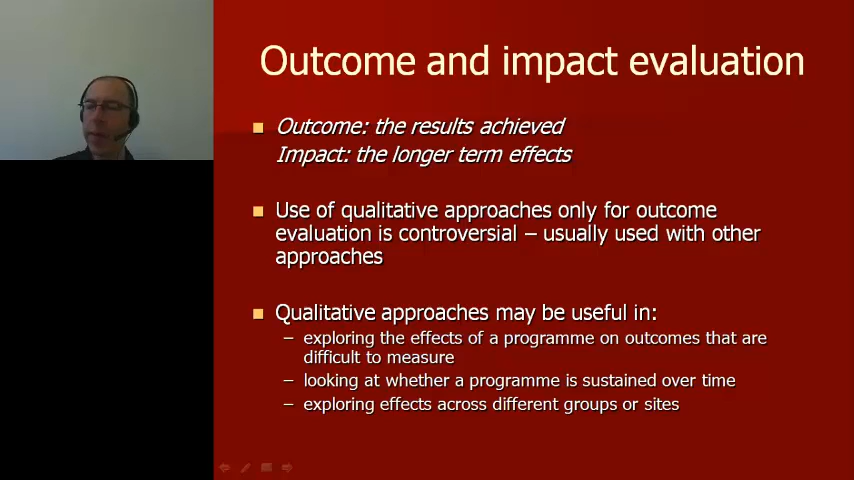 Outcome and impact evaluation
Outcome: the results achieved
Impact: the longer term effects
Use of qualitative approaches only for outcome
evaluation is controversial – usually used with other
approaches
Qualitative approaches may be useful in:
– exploring the effects of a programme on outcomes that are
difficult to measure
– looking at whether a programme is sustained over time
– exploring effects across different groups or sites